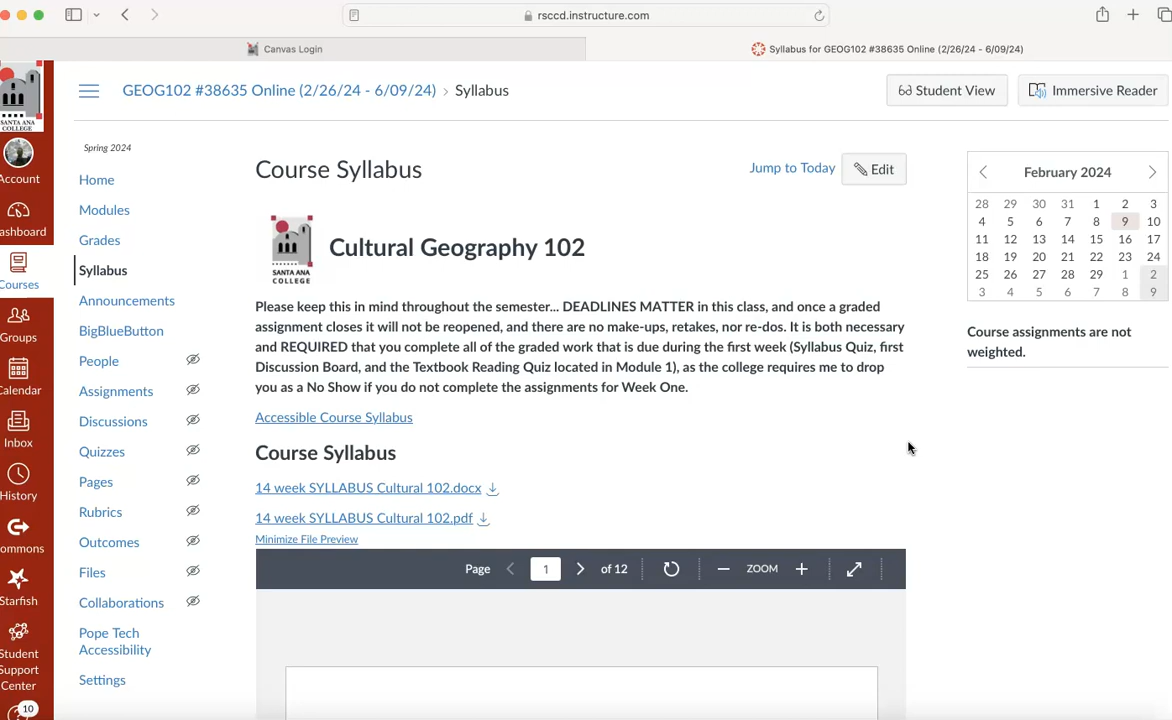 rsccd.instructure.com
Canvas Login
Syllabus for GEOG102 #38635 Online (2/26/24 - 6/09/24)
SANTA ANA
COLLEGE
Account
ashboard
Courses
Groups
alendar
Inbox
History
ommons
Starfish
Student
Support
Center
10
GEOG102 #38635 Online (2/26/24 - 6/09/24) › Syllabus
Student View
Immersive Reader
Spring 2024
Home
Modules
Grades
Syllabus
Announcements
BigBlueButton
People
Assignments
Discussions
Quizzes
Pages
Rubrics
Outcomes
Files
Collaborations
Pope Tech
Accessibility
Settings
Course Syllabus
Jump to Today
Edit
SANTA ANA
COLLEGE
Cultural Geography 102
Please keep this in mind throughout the semester... DEADLINES MATTER in this class, and once a graded
assignment closes it will not be reopened, and there are no make-ups, retakes, nor re-dos. It is both necessary
and REQUIRED that you complete all of the graded work that is due during the first week (Syllabus Quiz, first
Discussion Board, and the Textbook Reading Quiz located in Module 1), as the college requires me to drop
you as a No Show if you do not complete the assignments for Week One.
Accessible Course Syllabus
Course Syllabus
14 week SYLLABUS Cultural 102.docx
14 week SYLLABUS Cultural 102.pdf
Minimize File Preview
Page 1 of 12 ZOOM
February 2024
28 29 30 31 1 2 3
4 5 6 7 8 9 10
11 12 13 14 15 16 17
18 19 20 21 22 23 24
25 26 27 28 29 1 2
3 4 5 6 7 8 9
Course assignments are not
weighted.